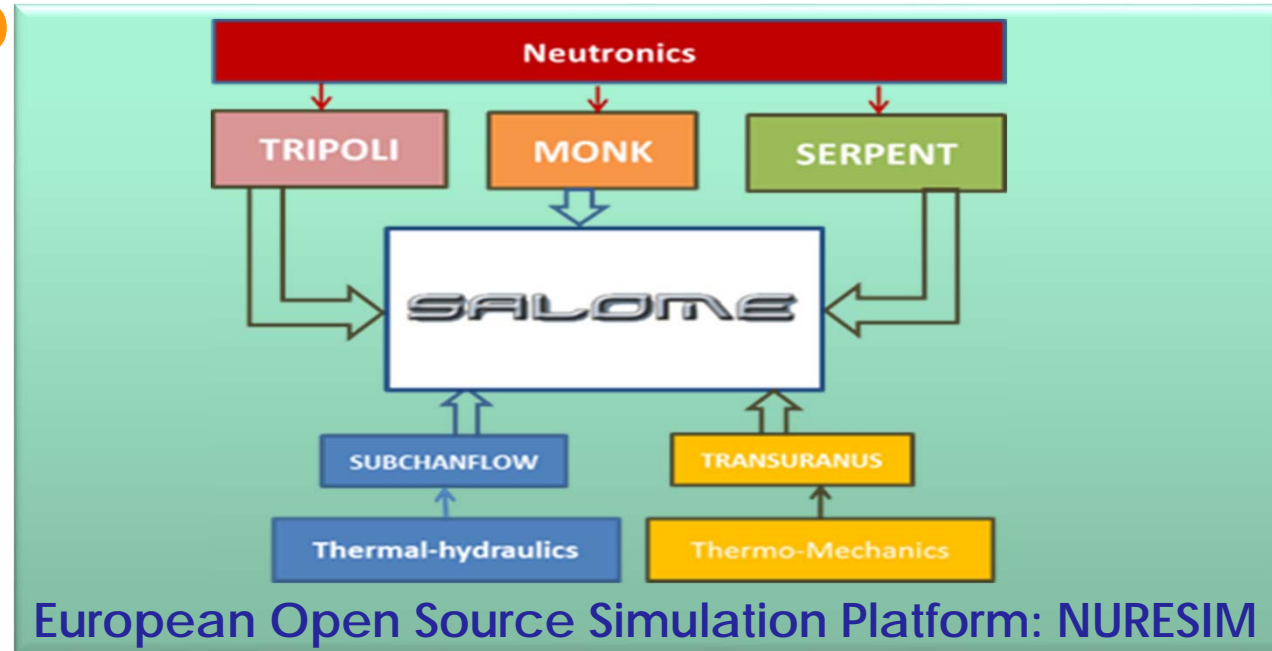 Neutronics
TRIPOLI
MONK
SERPENT
SALOME
SUBCHANFLOW
TRANSURANUS
Thermal-hydraulics
Thermo-Mechanics
European Open Source Simulation Platform: NURESIM